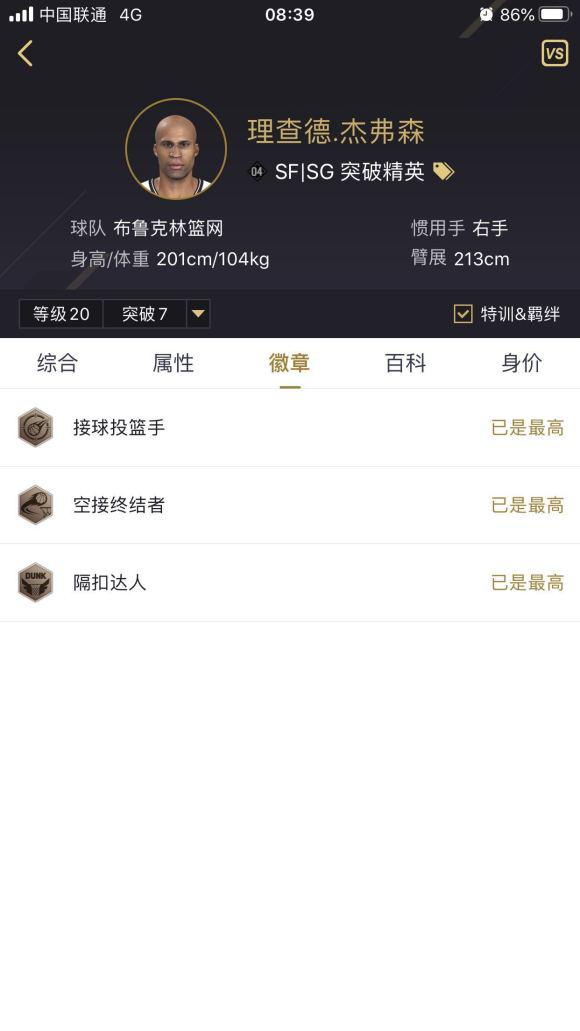 中国联通 4G 08:39 86%
VS
理查德.杰弗森
04 SF|SG 突破精英
球队 布鲁克林篮网 惯用手 右手
身高/体重 201cm/104kg 臂展 213cm
等级20 突破7 特训&羁绊
综合 属性 徽章 百科 身价
接球投篮手 已是最高
空接终结者 已是最高
DUNK 隔扣达人 已是最高